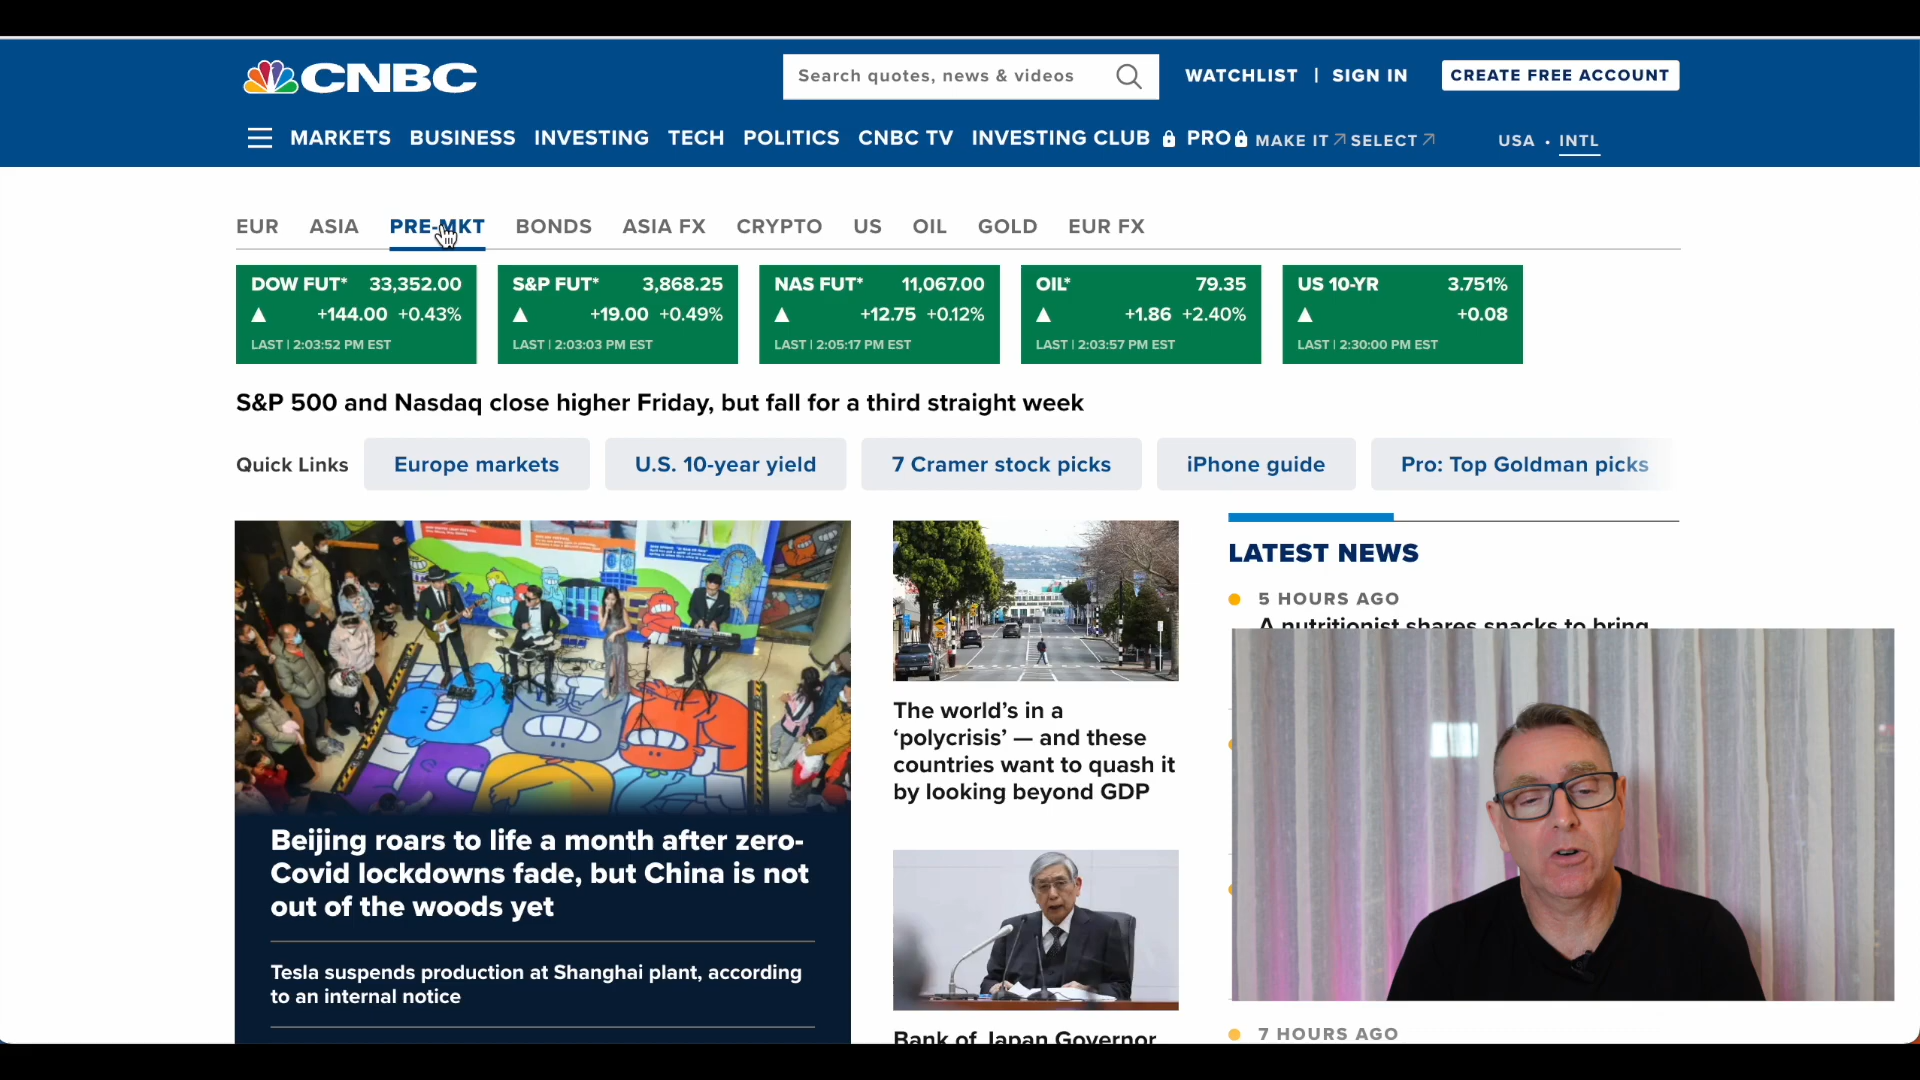 CNBC
Search quotes, news & videos
WATCHLIST | SIGN IN
CREATE FREE ACCOUNT
MARKETS BUSINESS INVESTING TECH POLITICS CNBC TV INVESTING CLUB PRO MAKE IT SELECT
USA • INTL
EUR ASIA PRE-MKT BONDS ASIA FX CRYPTO US OIL GOLD EUR FX
DOW FUT* 33,352.00
+144.00 +0.43%
LAST | 2:03:52 PM EST
S&P FUT* 3,868.25
+19.00 +0.49%
LAST | 2:03:03 PM EST
NAS FUT* 11,067.00
+12.75 +0.12%
LAST | 2:05:17 PM EST
OIL* 79.35
+1.86 +2.40%
LAST | 2:03:57 PM EST
US 10-YR 3.751%
+0.08
LAST | 2:30:00 PM EST
S&P 500 and Nasdaq close higher Friday, but fall for a third straight week
Quick Links
Europe markets
U.S. 10-year yield
7 Cramer stock picks
iPhone guide
Pro: Top Goldman picks
Beijing roars to life a month after zero-
Covid lockdowns fade, but China is not
out of the woods yet
Tesla suspends production at Shanghai plant, according
to an internal notice
The world’s in a
‘polycrisis’ — and these
countries want to quash it
by looking beyond GDP
Bank of Japan Governor
LATEST NEWS
5 HOURS AGO
A nutritionist shares snacks to bring
7 HOURS AGO